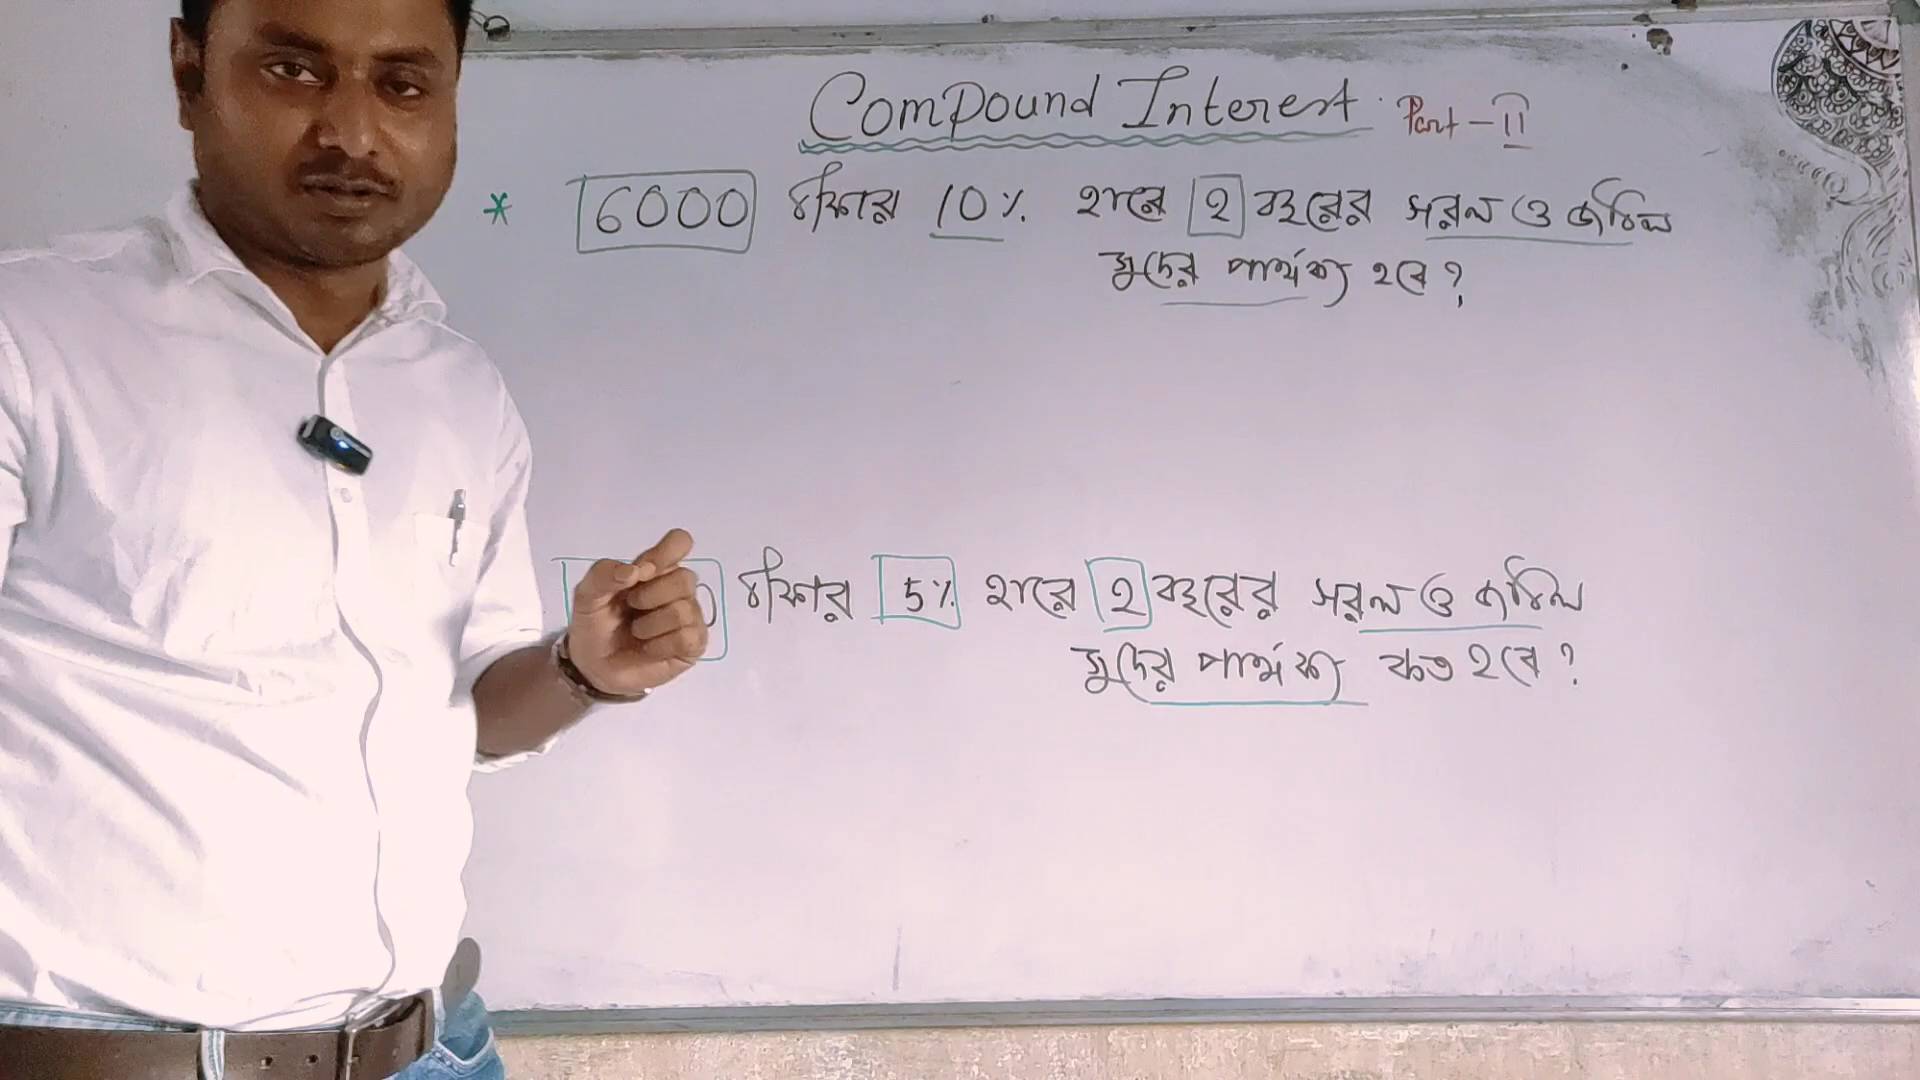 Compound Interest. Part-II
* 6000 টাকার 10% হারে 2 বছরের সরল ও জটিল
সুদের পার্থক্য হবে?
টাকার 5% হারে 2 বছরের সরল ও জটিল
সুদের পার্থক্য কত হবে?